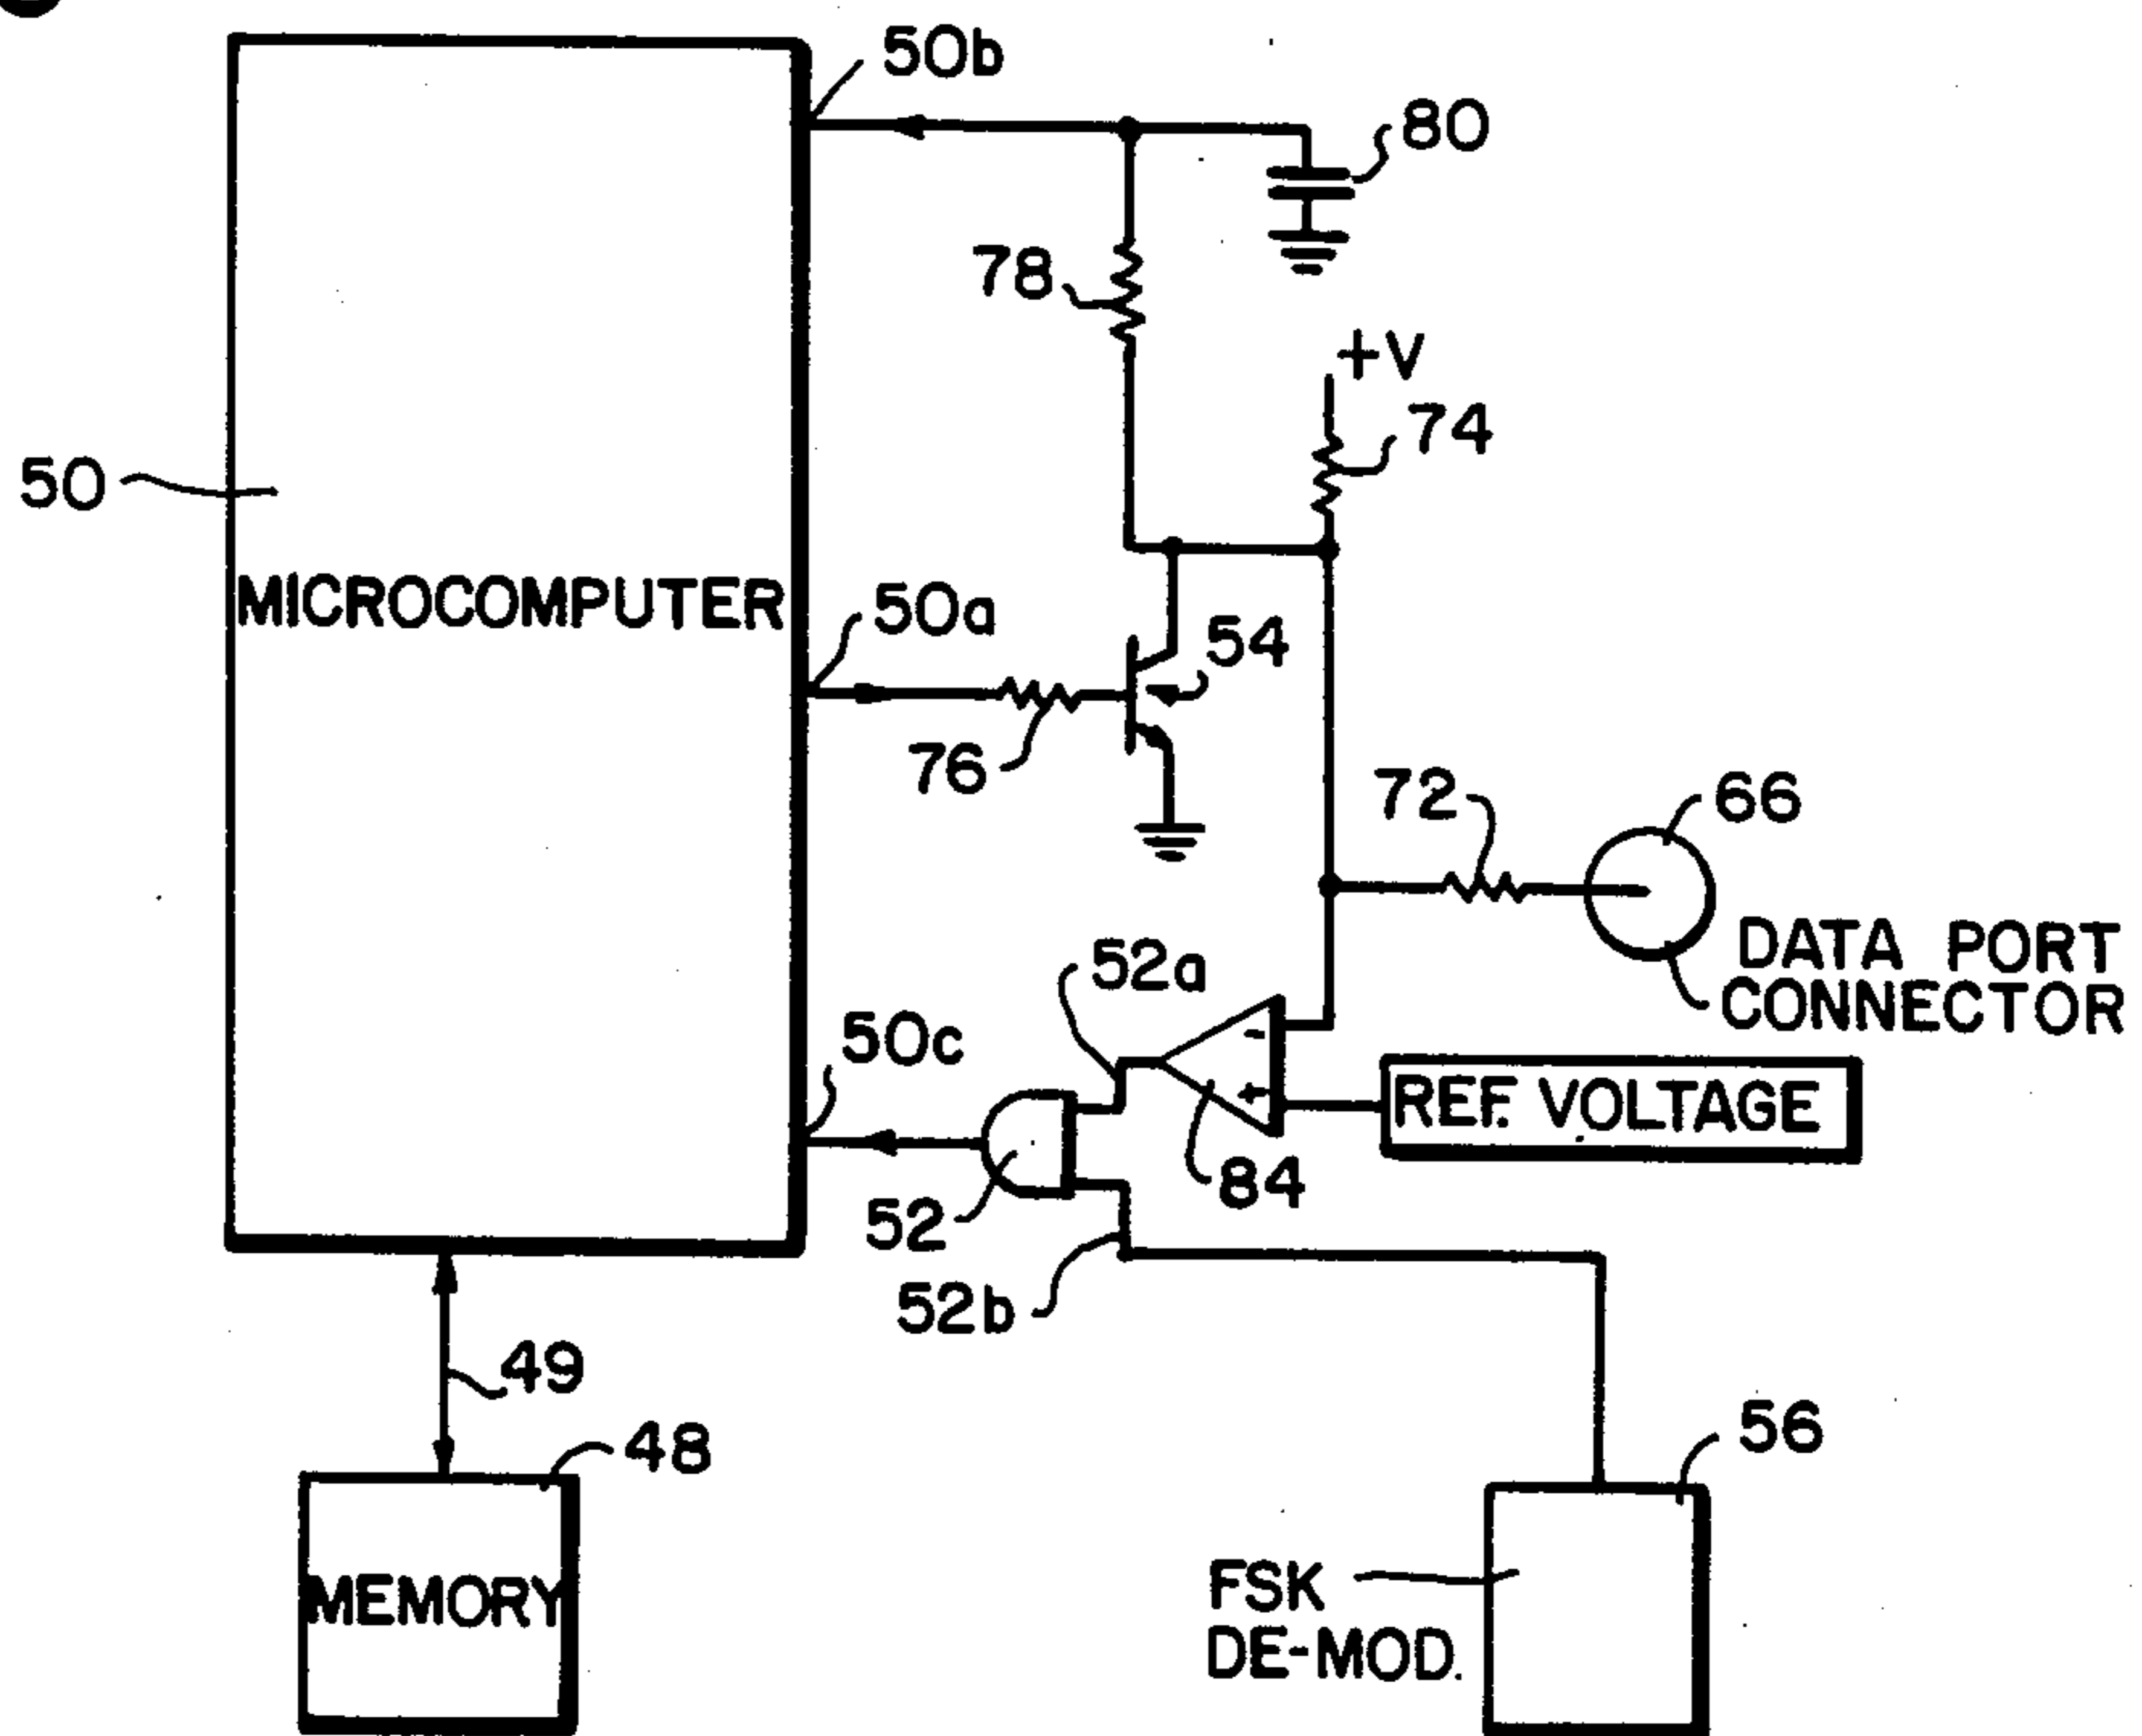 50b
80
78
+V
74
50
MICROCOMPUTER
50a
54
76
72
66
DATA PORT
CONNECTOR
52a
50c
-
+
REF. VOLTAGE
84
52
52b
49
48
56
MEMORY
FSK
DE-MOD.